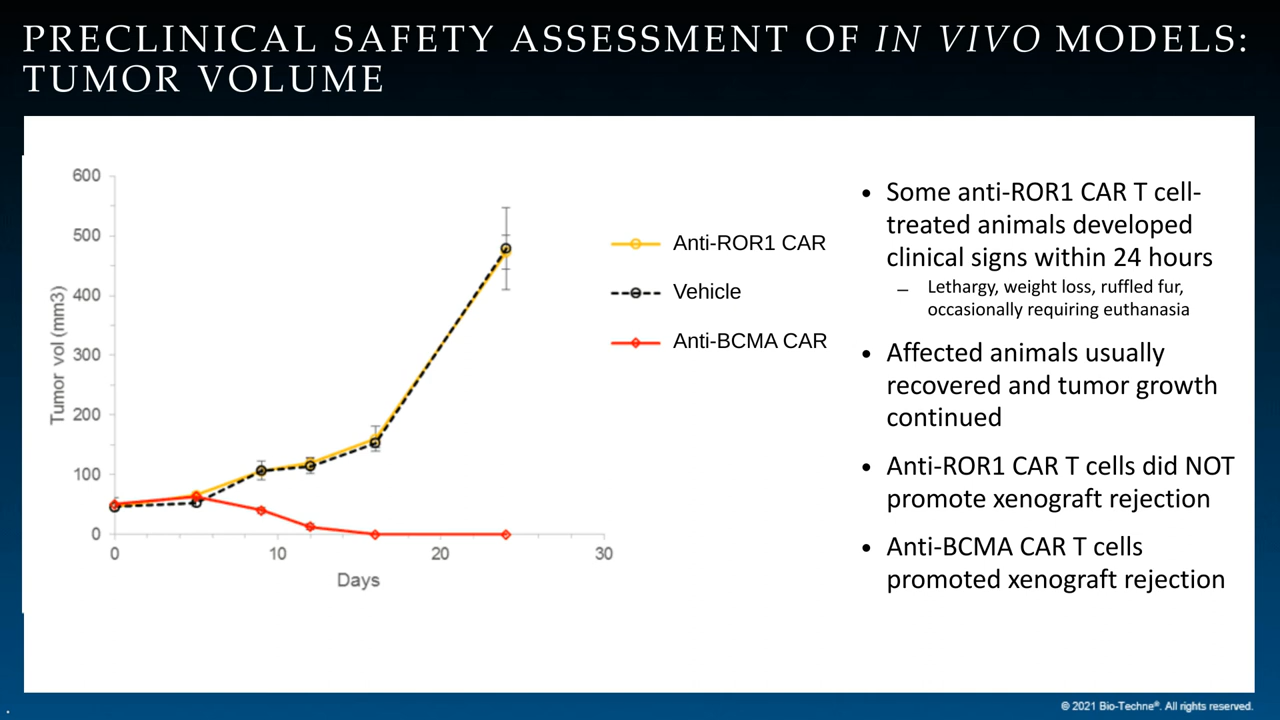 PRECLINICAL SAFETY ASSESSMENT OF IN VIVO MODELS:
TUMOR VOLUME
600
500
400
300
200
100
0
Tumor vol (mm3)
0
10
20
30
Days
Anti-ROR1 CAR
Vehicle
Anti-BCMA CAR
• Some anti-ROR1 CAR T cell-
treated animals developed
clinical signs within 24 hours
– Lethargy, weight loss, ruffled fur,
occasionally requiring euthanasia
• Affected animals usually
recovered and tumor growth
continued
• Anti-ROR1 CAR T cells did NOT
promote xenograft rejection
• Anti-BCMA CAR T cells
promoted xenograft rejection
© 2021 Bio-Techne®. All rights reserved.